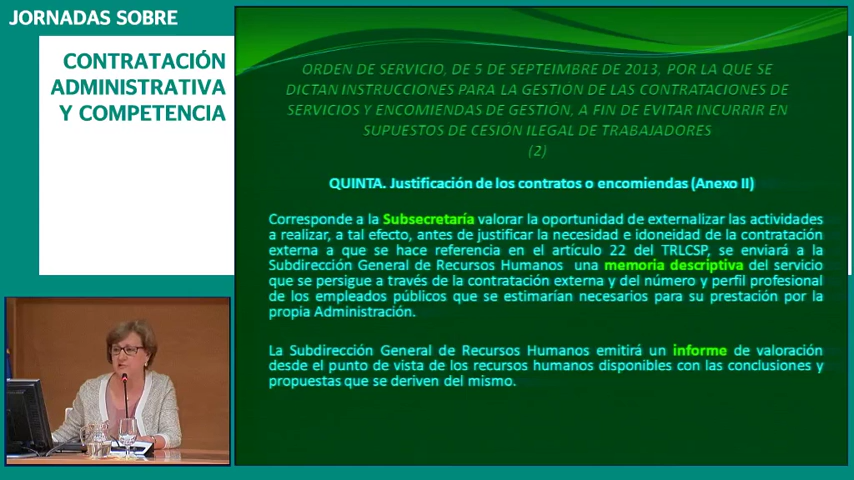 JORNADAS SOBRE
CONTRATACIÓN
ADMINISTRATIVA
Y COMPETENCIA
ORDEN DE SERVICIO, DE 5 DE SEPTEIMBRE DE 2013, POR LA QUE SE
DICTAN INSTRUCCIONES PARA LA GESTIÓN DE LAS CONTRATACIONES DE
SERVICIOS Y ENCOMIENDAS DE GESTIÓN, A FIN DE EVITAR INCURRIR EN
SUPUESTOS DE CESIÓN ILEGAL DE TRABAJADORES
(2)
QUINTA. Justificación de los contratos o encomiendas (Anexo II)
Corresponde a la Subsecretaría valorar la oportunidad de externalizar las actividades
a realizar, a tal efecto, antes de justificar la necesidad e idoneidad de la contratación
externa a que se hace referencia en el artículo 22 del TRLCSP, se enviará a la
Subdirección General de Recursos Humanos una memoria descriptiva del servicio
que se persigue a través de la contratación externa y del número y perfil profesional
de los empleados públicos que se estimarían necesarios para su prestación por la
propia Administración.
La Subdirección General de Recursos Humanos emitirá un informe de valoración
desde el punto de vista de los recursos humanos disponibles con las conclusiones y
propuestas que se deriven del mismo.